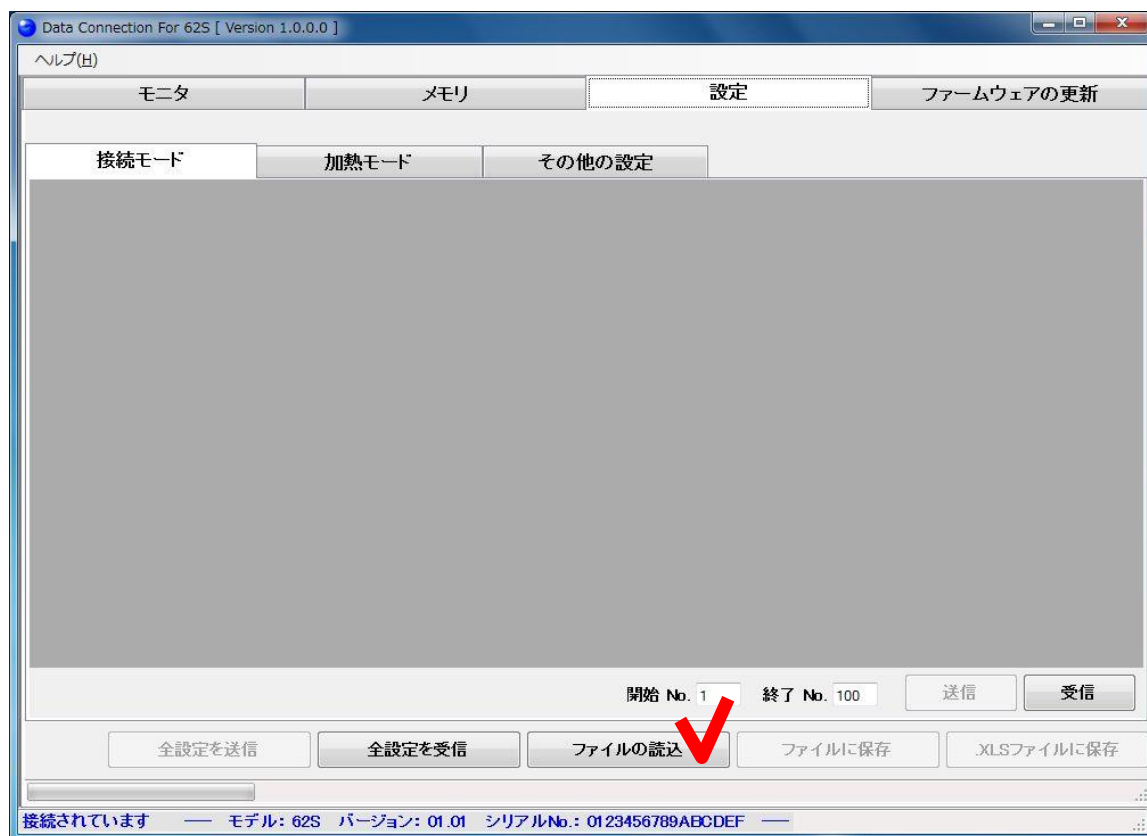 Data Connection For 62S [ Version 1.0.0.0 ]
ヘルプ(H)
モニタ メモリ 設定 ファームウェアの更新
接続モード 加熱モード その他の設定
開始 No. 1 終了 No. 100 送信 受信
全設定を送信 全設定を受信 ファイルの読込 ファイルに保存 .XLSファイルに保存
接続されています ── モデル: 62S バージョン: 01.01 シリアルNo.: 0123456789ABCDEF ──